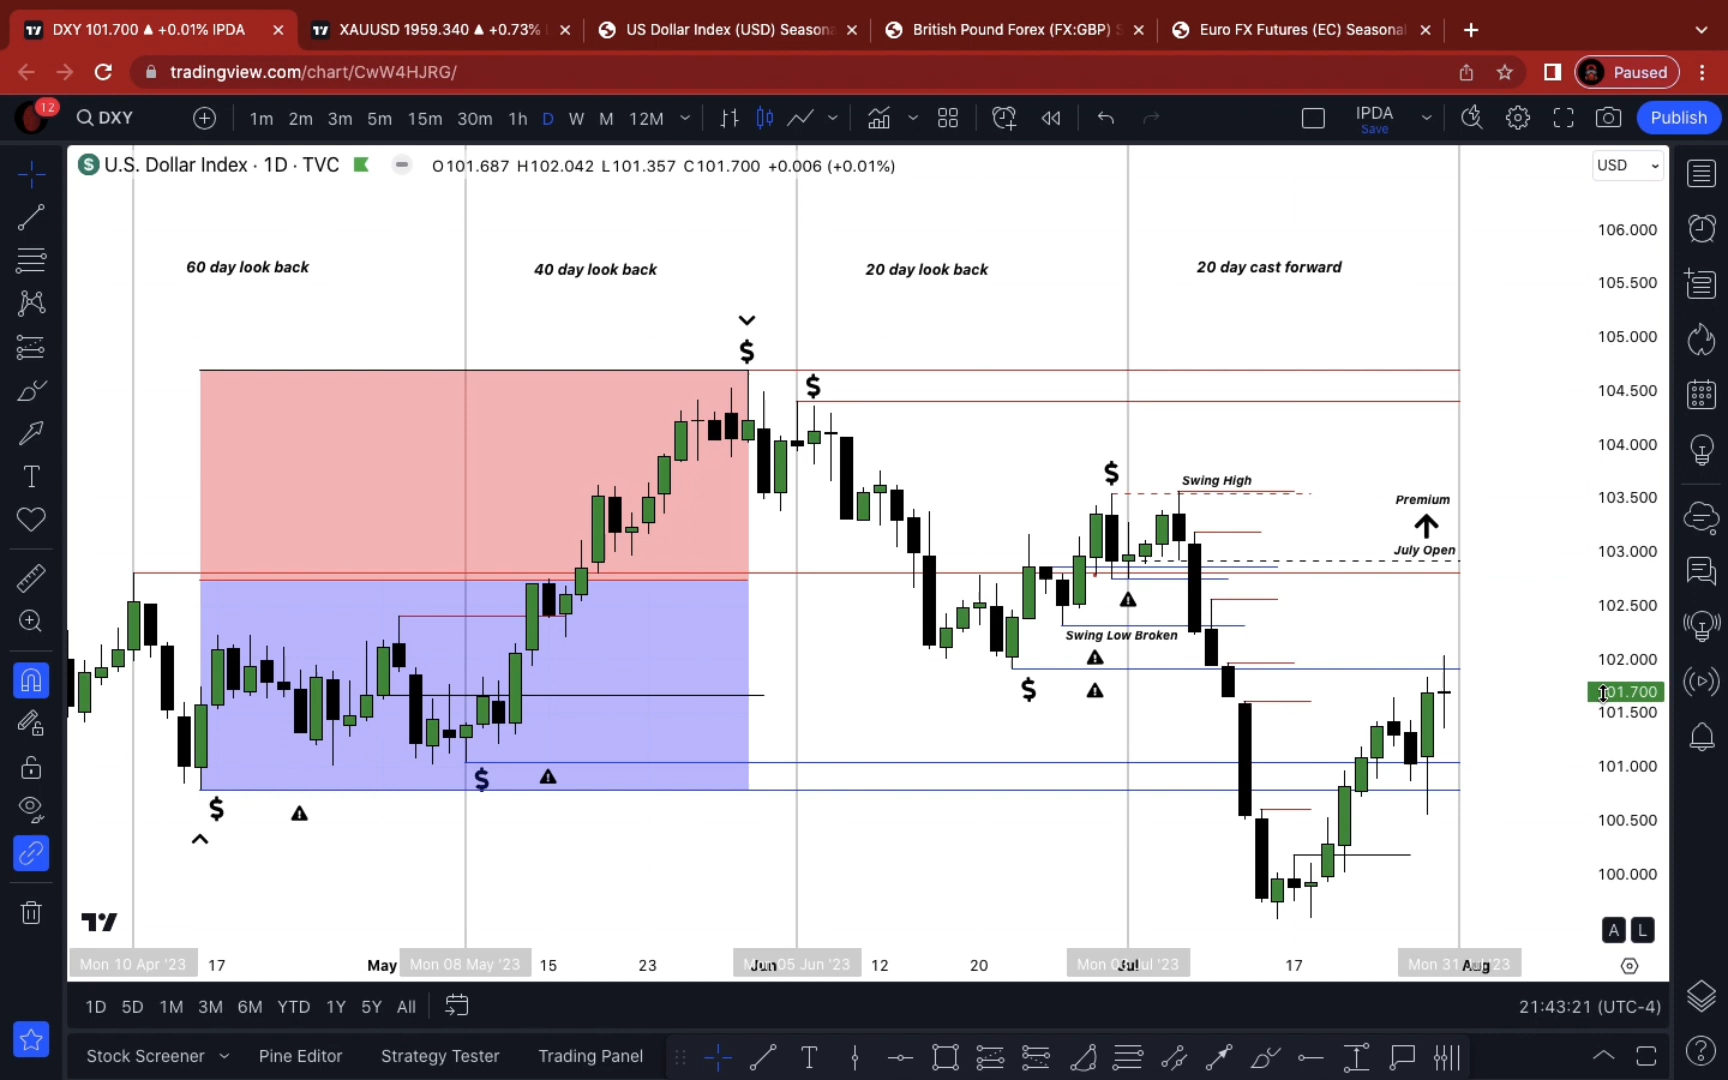 DXY 101.700 ▲ +0.01% IPDA
XAUUSD 1959.340 ▲ +0.73%
US Dollar Index (USD) Seasona
British Pound Forex (FX:GBP) S
Euro FX Futures (EC) Seasonal
tradingview.com/chart/CwW4HJRG/
Paused
12
DXY
1m 2m 3m 5m 15m 30m 1h D W M 12M
IPDA
Save
Publish
U.S. Dollar Index · 1D · TVC
O101.687 H102.042 L101.357 C101.700 +0.006 (+0.01%)
USD
106.000
60 day look back
40 day look back
20 day look back
20 day cast forward
105.500
105.000
104.500
104.000
Swing High
103.500
Premium
July Open
103.000
102.500
Swing Low Broken
102.000
101.700
101.500
101.000
100.500
100.000
A L
Mon 10 Apr '23 17 May Mon 08 May '23 15 23 Jun 05 Jun '23 12 20 Mon 0 Jul '23 17 Mon 31 Aug '23
1D 5D 1M 3M 6M YTD 1Y 5Y All
21:43:21 (UTC-4)
Stock Screener Pine Editor Strategy Tester Trading Panel